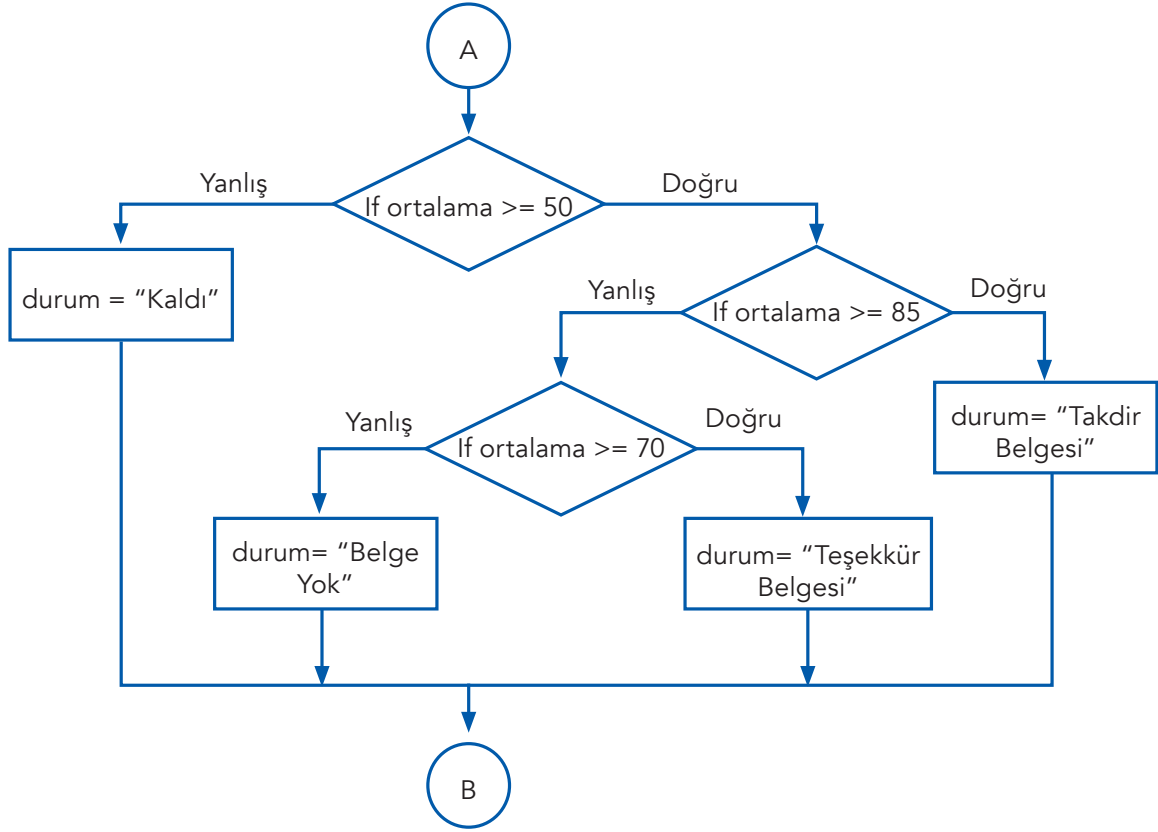 A
Yanlış
Doğru
If ortalama >= 50
durum = “Kaldı”
Yanlış
Doğru
If ortalama >= 85
Yanlış
Doğru
If ortalama >= 70
durum= “Takdir
Belgesi”
durum= “Belge
Yok”
durum= “Teşekkür
Belgesi”
B